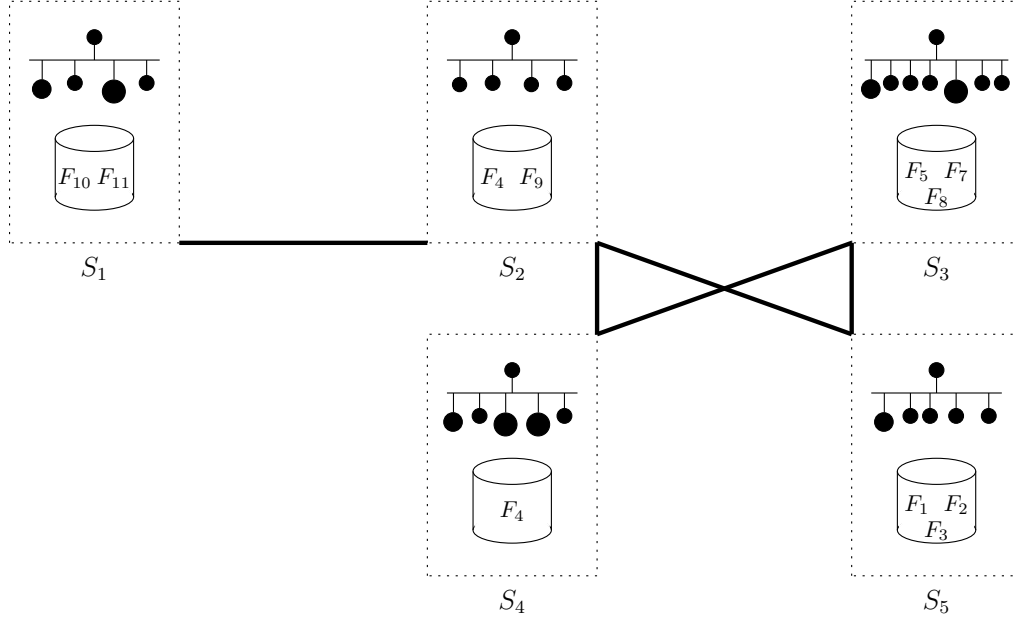 F₁₀ F₁₁
S₁
F₄ F₉
S₂
F₅ F₇
F₈
S₃
F₄
S₄
F₁ F₂
F₃
S₅